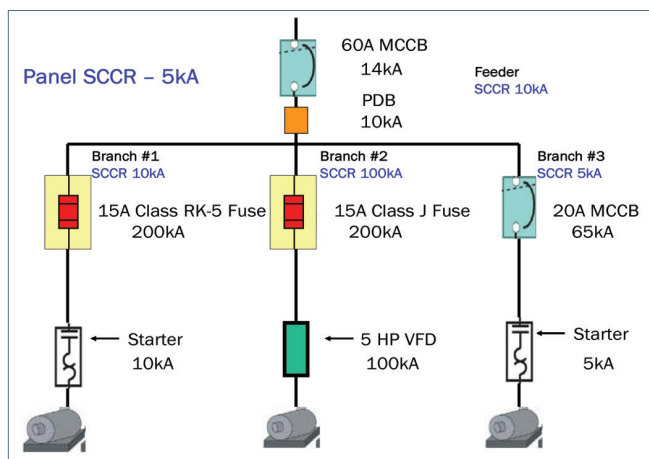 60A MCCB
14kA
Panel SCCR – 5kA
Feeder
SCCR 10kA
PDB
10kA
Branch #1
SCCR 10kA
Branch #2
SCCR 100kA
Branch #3
SCCR 5kA
15A Class RK-5 Fuse
200kA
15A Class J Fuse
200kA
20A MCCB
65kA
Starter
10kA
5 HP VFD
100kA
Starter
5kA